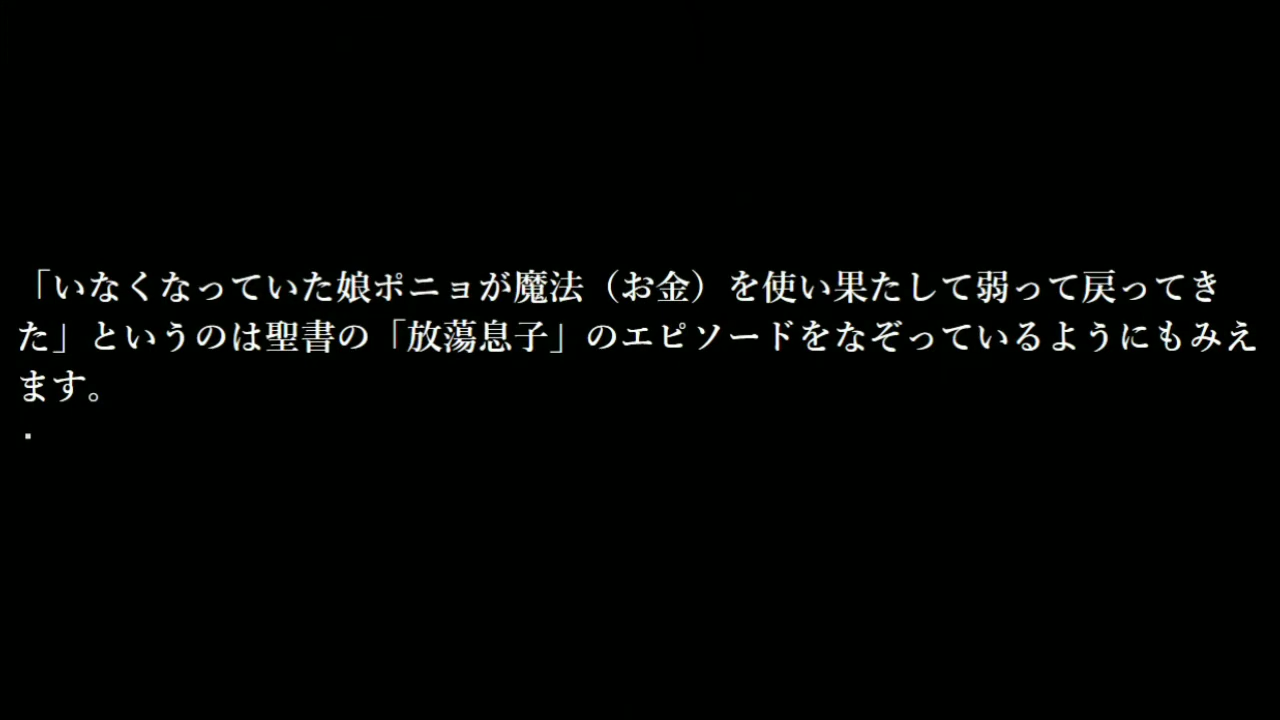 「いなくなっていた娘ポニョが魔法（お金）を使い果たして弱って戻ってき
た」というのは聖書の「放蕩息子」のエピソードをなぞっているようにもみえ
ます。
.